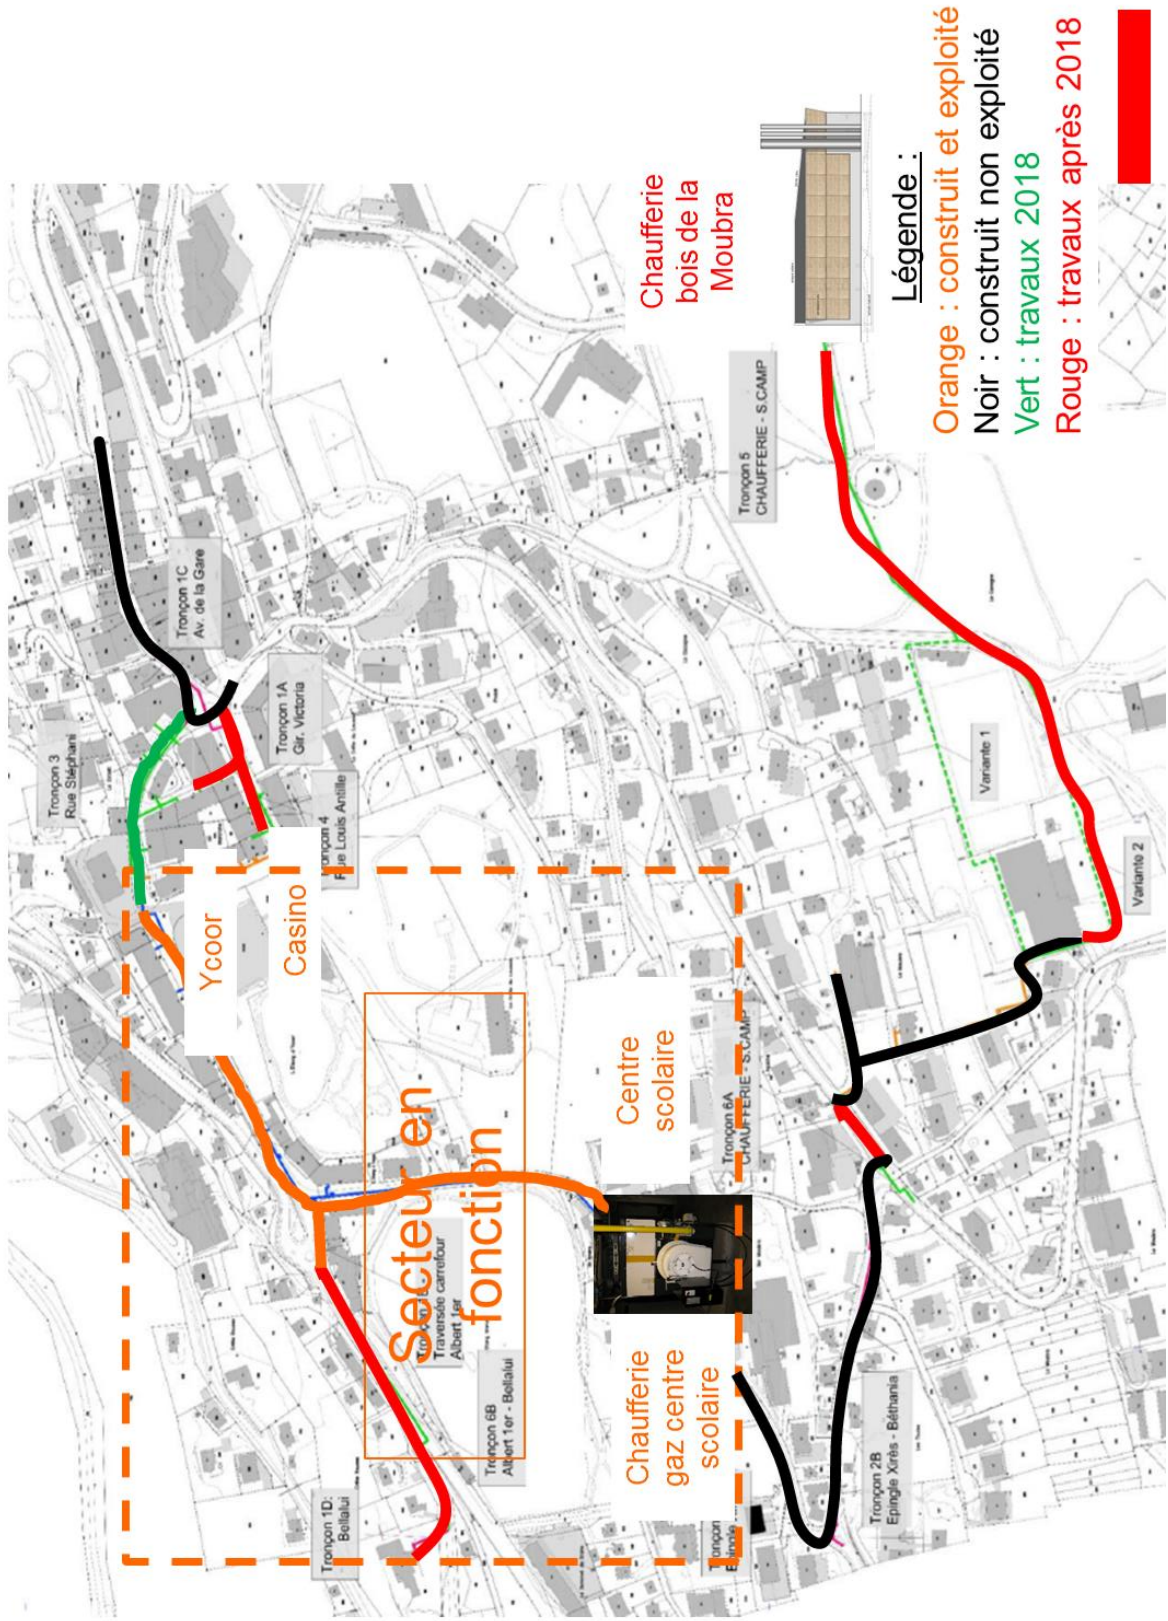 Tronçon 3
Rue Stéphani
Tronçon 1C
Av. de la Gare
Tronçon 1A
Gir. Victoria
Tronçon 4
Rue Louis Antille
Ycoor
Casino
Tronçon 1D:
Bellalui
Secteur en
fonction
Traversée carrefour
Albert 1er
Tronçon 6B
Albert 1er - Bellalui
Centre
scolaire
Chaufferie
gaz centre
scolaire
Tronçon 6A
CHAUFFERIE - S.CAMP
Tronçon
Epingle
Tronçon 2B
Epingle Xirès - Béthania
Tronçon 5
CHAUFFERIE - S.CAMP
Variante 1
Variante 2
Chaufferie
bois de la
Moubra
Légende :
Orange : construit et exploité
Noir : construit non exploité
Vert : travaux 2018
Rouge : travaux après 2018